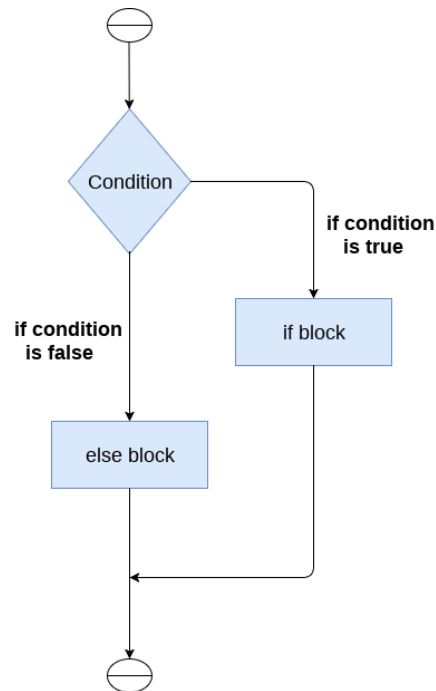 Condition
if condition
is true
if block
if condition
is false
else block